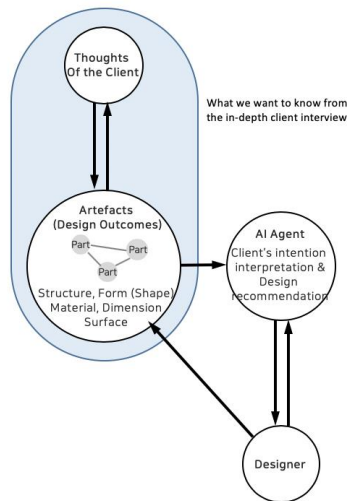 Thoughts
Of the Client
What we want to know from
the in-depth client interview
Artefacts
(Design Outcomes)
Part
Part
Part
Structure, Form (Shape)
Material, Dimension
Surface
AI Agent
Client's intention
interpretation &
Design
recommendation
Designer